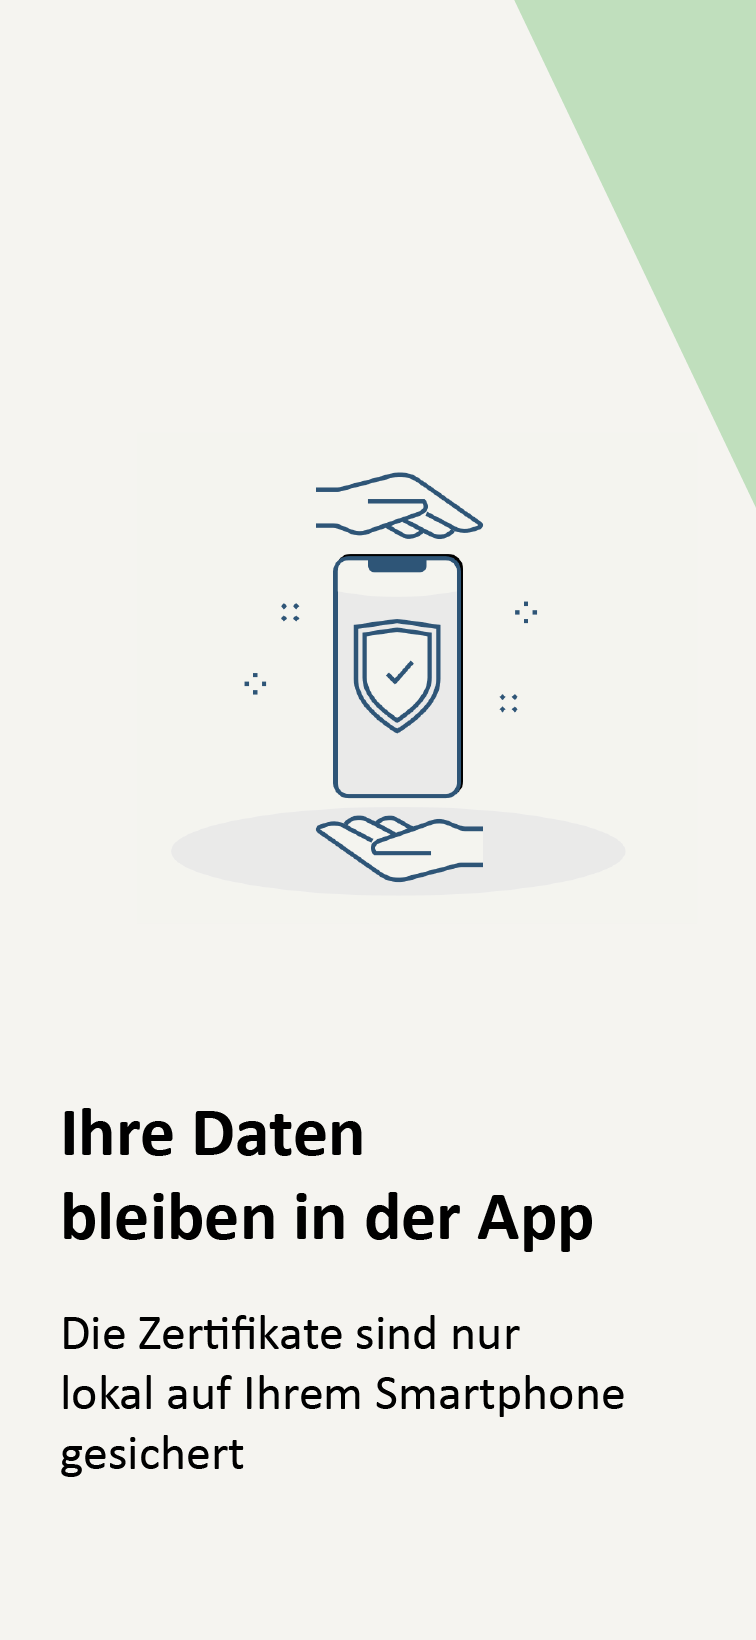 Ihre Daten
bleiben in der App
Die Zertifikate sind nur
lokal auf Ihrem Smartphone
gesichert